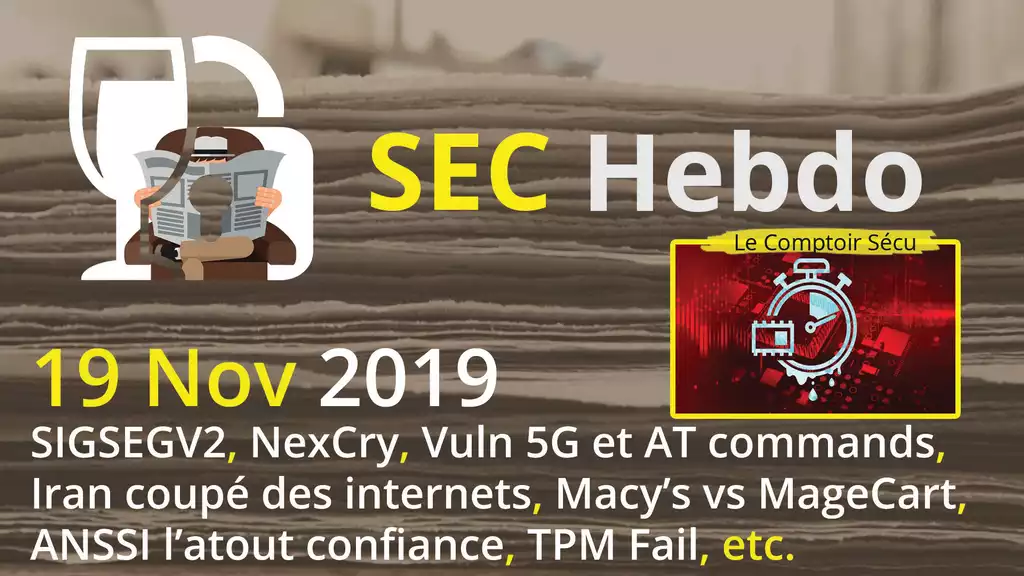 SEC Hebdo
Le Comptoir Sécu
19 Nov 2019
SIGSEGV2, NexCry, Vuln 5G et AT commands,
Iran coupé des internets, Macy’s vs MageCart,
ANSSI l’atout confiance, TPM Fail, etc.